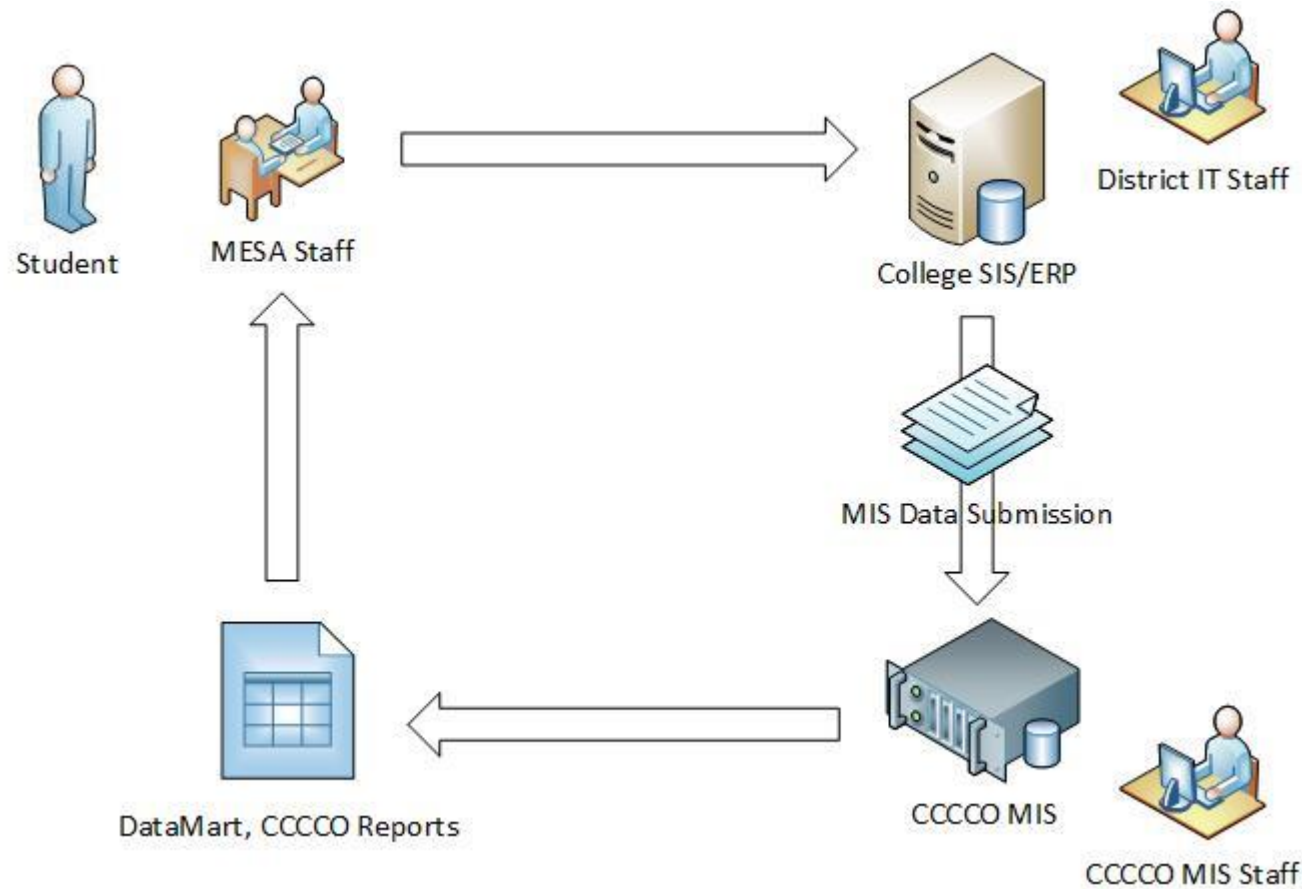 Student
MESA Staff
College SIS/ERP
District IT Staff
MIS Data Submission
DataMart, CCCCO Reports
CCCCO MIS
CCCCO MIS Staff